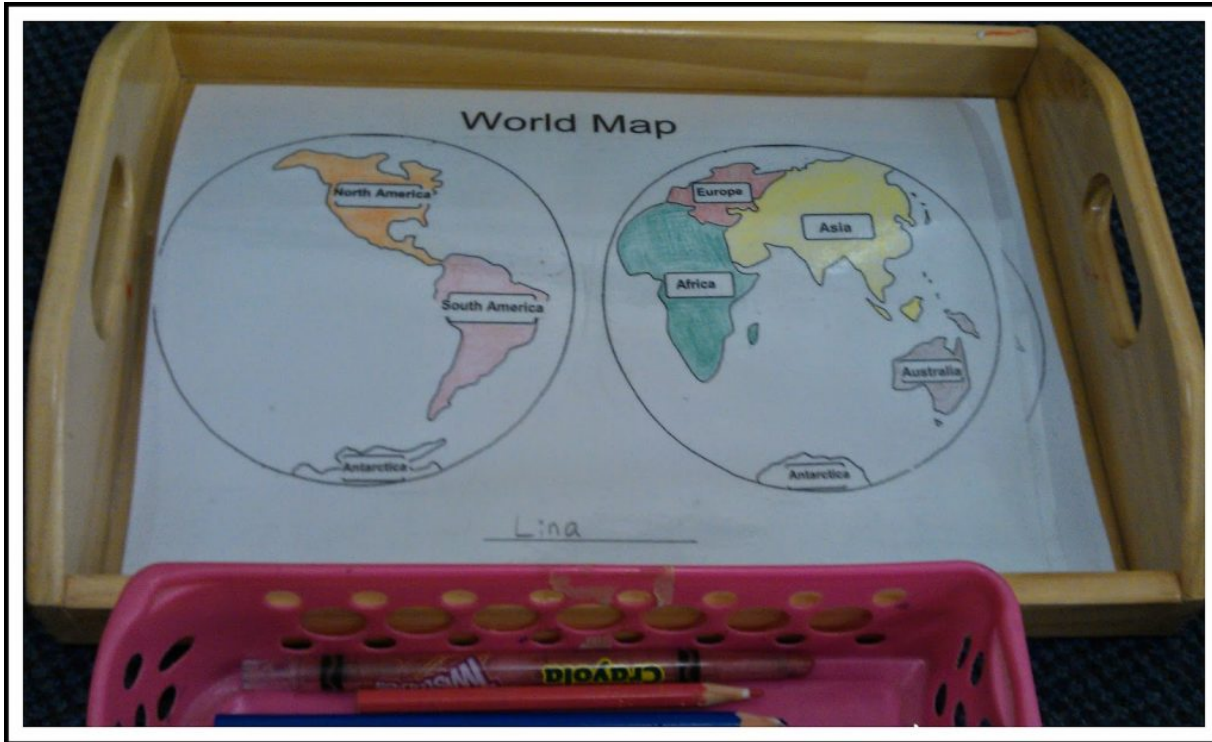 World Map
North America
South America
Antarctica
Europe
Asia
Africa
Australia
Antarctica
Lina
Crayola